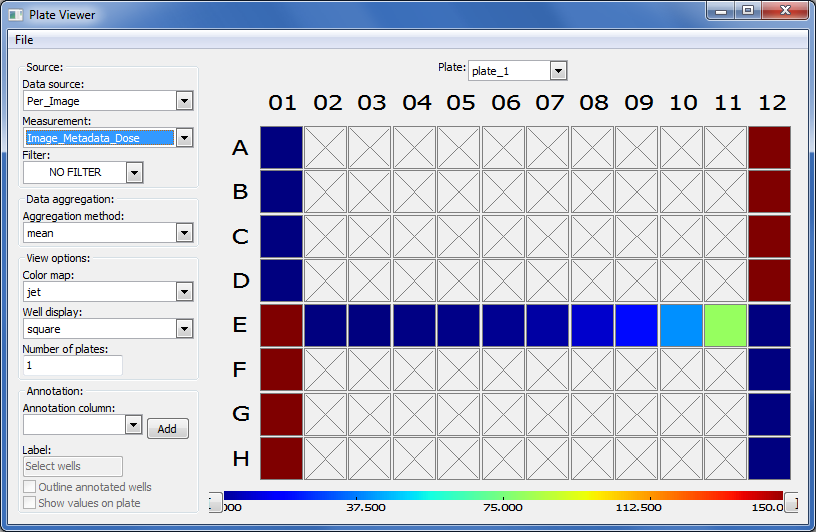 Plate Viewer
File
Source:
Data source:
Per_Image
Measurement:
Image_Metadata_Dose
Filter:
NO FILTER
Data aggregation:
Aggregation method:
mean
View options:
Color map:
jet
Well display:
square
Number of plates:
1
Annotation:
Annotation column:
Add
Label:
Select wells
Outline annotated wells
Show values on plate
Plate: plate_1
01 02 03 04 05 06 07 08 09 10 11 12
A
B
C
D
E
F
G
H
37.500 75.000 112.500